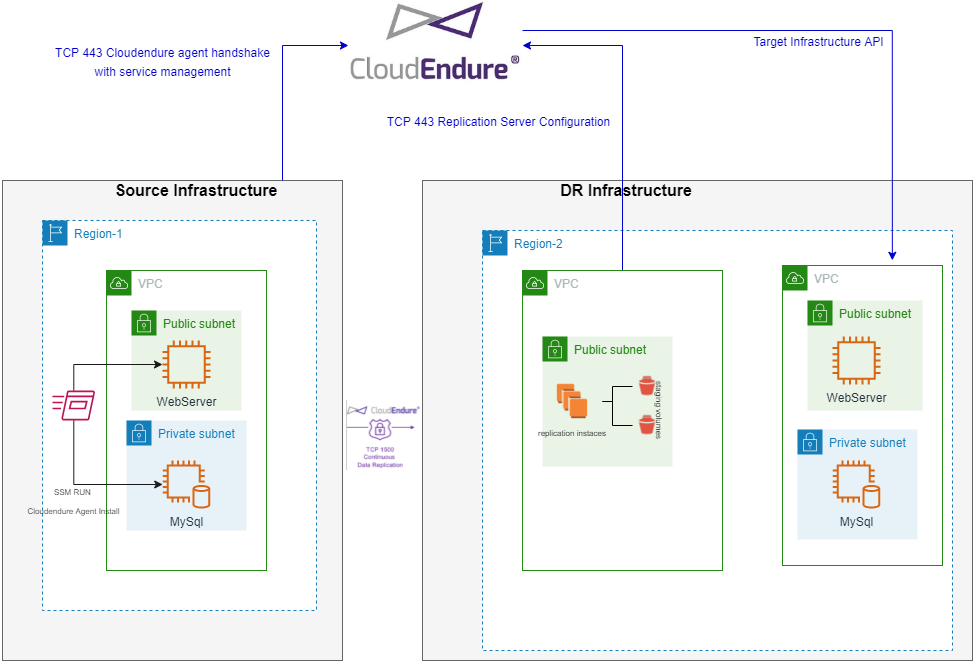 TCP 443 Cloudendure agent handshake
with service management
CloudEndure®
Target Infrastructure API
TCP 443 Replication Server Configuration
Source Infrastructure
Region-1
VPC
Public subnet
WebServer
Private subnet
MySql
SSM RUN
Cloudendure Agent Install
CloudEndure®
TCP 1500
Continuous
Data Replication
DR Infrastructure
Region-2
VPC
Public subnet
replication instaces
staging volumes
VPC
Public subnet
WebServer
Private subnet
MySql